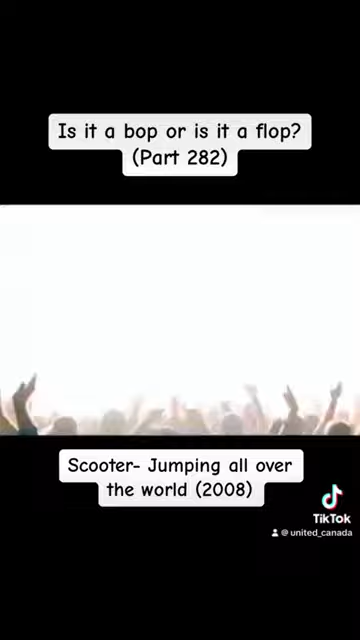 Is it a bop or is it a flop?
(Part 282)
Scooter- Jumping all over
the world (2008)
TikTok
@united_canada